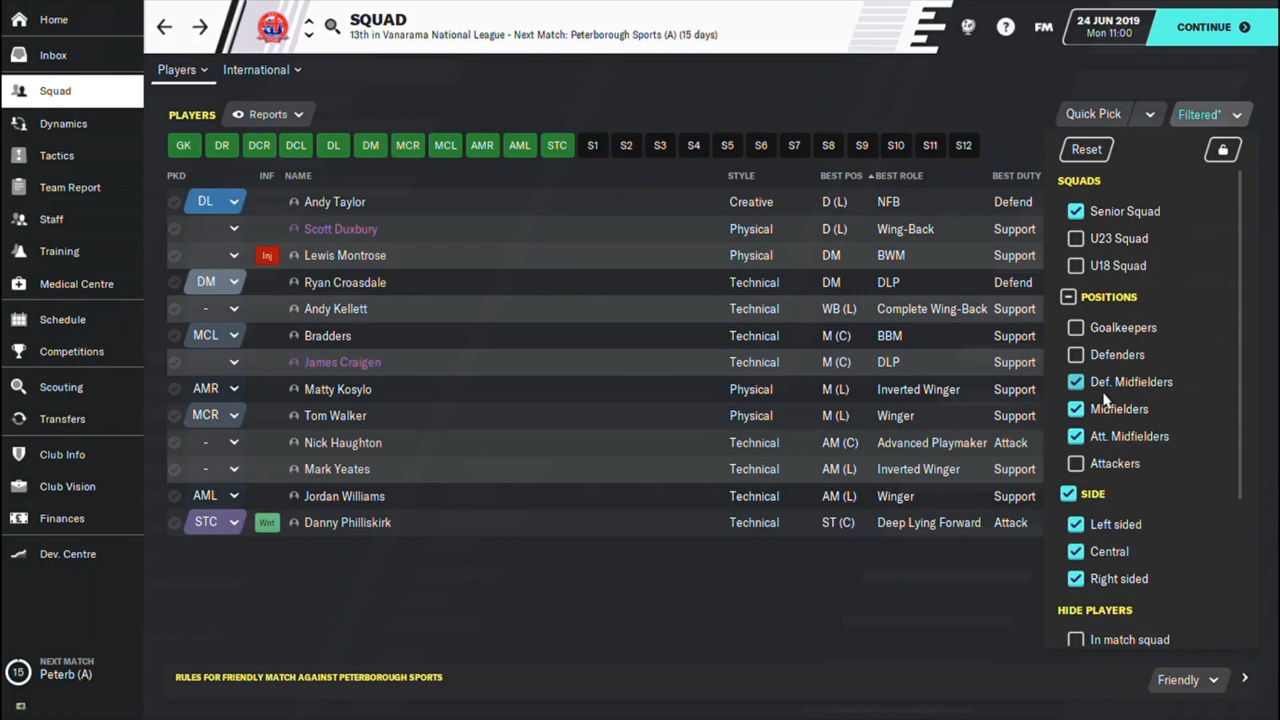 Home
Inbox
Squad
Dynamics
Tactics
Team Report
Staff
Training
Medical Centre
Schedule
Competitions
Scouting
Transfers
Club Info
Club Vision
Finances
Dev. Centre
15 NEXT MATCH
Peterb (A)
SQUAD
13th in Vanarama National League - Next Match: Peterborough Sports (A) (15 days)
? FM 24 JUN 2019
Mon 11:00
CONTINUE
Players International
PLAYERS Reports Quick Pick Filtered*
GK DR DCR DCL DL DM MCR MCL AMR AML STC S1 S2 S3 S4 S5 S6 S7 S8 S9 S10 S11 S12
PKD INF NAME STYLE BEST POS BEST ROLE BEST DUTY
DL Andy Taylor Creative D (L) NFB Defend
Scott Duxbury Physical D (L) Wing-Back Support
Inj Lewis Montrose Physical DM BWM Support
DM Ryan Croasdale Technical DM DLP Defend
- Andy Kellett Technical WB (L) Complete Wing-Back Support
MCL Bradders Technical M (C) BBM Support
James Craigen Technical M (C) DLP Support
AMR Matty Kosylo Physical M (L) Inverted Winger Support
MCR Tom Walker Physical M (L) Winger Support
- Nick Haughton Technical AM (C) Advanced Playmaker Attack
- Mark Yeates Technical AM (L) Inverted Winger Support
AML Jordan Williams Technical AM (L) Winger Support
STC Wnt Danny Philliskirk Technical ST (C) Deep Lying Forward Attack
Reset
SQUADS
Senior Squad
U23 Squad
U18 Squad
POSITIONS
Goalkeepers
Defenders
Def. Midfielders
Midfielders
Att. Midfielders
Attackers
SIDE
Left sided
Central
Right sided
HIDE PLAYERS
In match squad
RULES FOR FRIENDLY MATCH AGAINST PETERBOROUGH SPORTS
Friendly